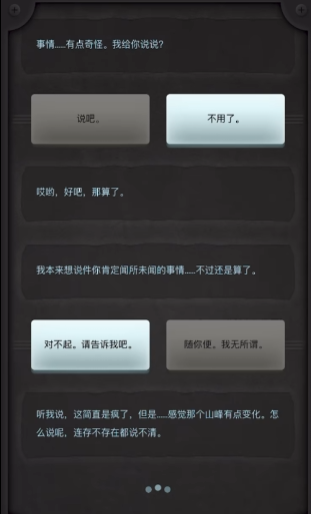 事情……有点奇怪。我给你说说？
说吧。
不用了。
哎哟，好吧，那算了。
我本来想说件你肯定闻所未闻的事情……不过还是算了。
对不起。请告诉我吧。
随你便。我无所谓。
听我说，这简直是疯了，但是……感觉那个山峰有点变化。怎
么说呢，连存不存在都说不清。